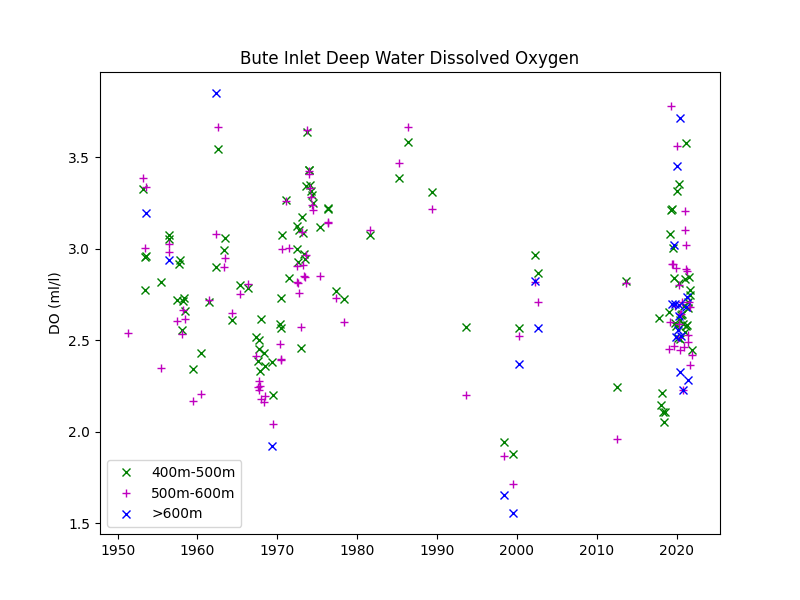 Bute Inlet Deep Water Dissolved Oxygen
DO (ml/l)
3.5
3.0
2.5
2.0
1.5
400m-500m
500m-600m
>600m
1950 1960 1970 1980 1990 2000 2010 2020